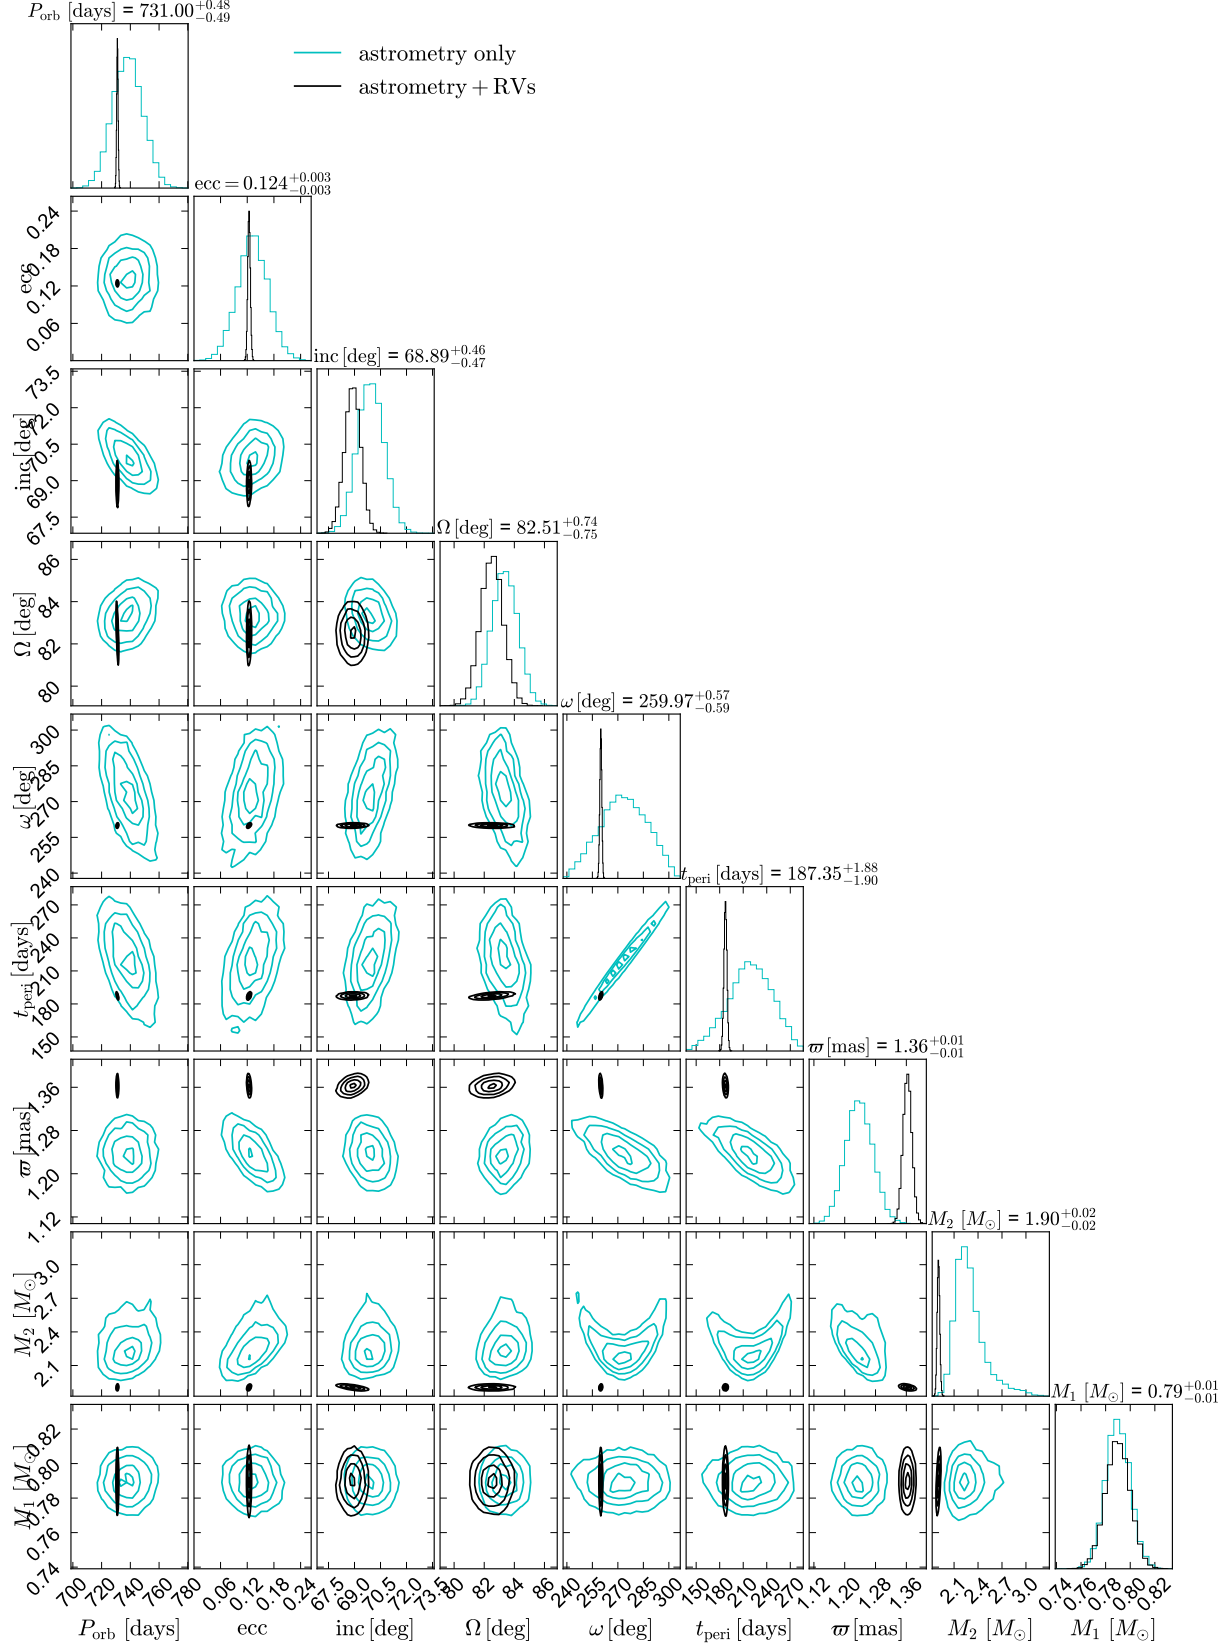 P_orb [days] = 731.00 +0.48 −0.49
astrometry only
astrometry + RVs
ecc = 0.124 +0.003 −0.003
ecc
0.24
0.18
0.12
0.06
inc [deg] = 68.89 +0.46 −0.47
inc [deg]
73.5
72.0
70.5
69.0
67.5
Ω [deg] = 82.51 +0.74 −0.75
Ω [deg]
86
84
82
80
ω [deg] = 259.97 +0.57 −0.59
ω [deg]
300
285
270
255
240
t_peri [days] = 187.35 +1.88 −1.90
t_peri [days]
270
240
210
180
150
ϖ [mas] = 1.36 +0.01 −0.01
ϖ [mas]
1.36
1.28
1.20
1.12
M_2 [M_⊙] = 1.90 +0.02 −0.02
M_2 [M_⊙]
3.0
2.7
2.4
2.1
M_1 [M_⊙] = 0.79 +0.01 −0.01
M_1 [M_⊙]
0.82
0.80
0.78
0.76
0.74
700 720 740 760 780 0.06 0.12 0.18 0.24 67.5 69.0 70.5 72.0 73.5 80 82 84 86 240 255 270 285 300 150 180 210 240 270 1.12 1.20 1.28 1.36 2.1 2.4 2.7 3.0 0.74 0.76 0.78 0.80 0.82
P_orb [days] ecc inc [deg] Ω [deg] ω [deg] t_peri [days] ϖ [mas] M_2 [M_⊙] M_1 [M_⊙]